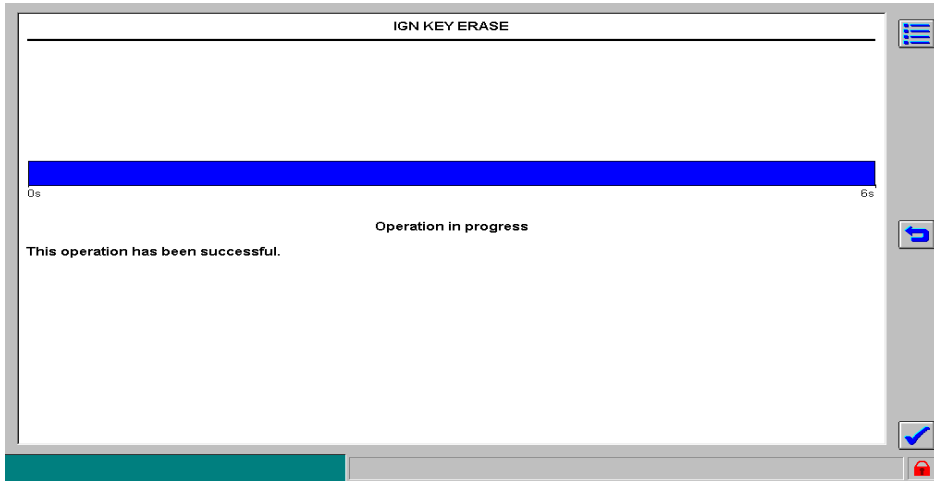 IGN KEY ERASE
0s 6s
Operation in progress
This operation has been successful.